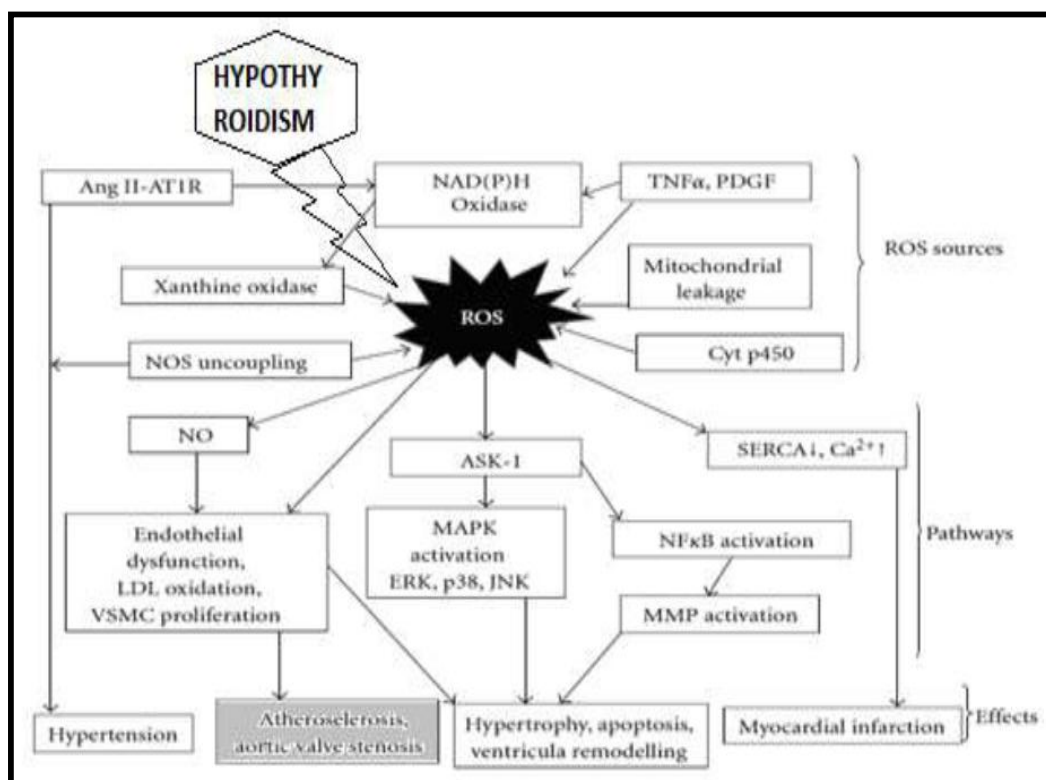 HYPOTHY
ROIDISM
Ang II-AT1R
NAD(P)H
Oxidase
TNFα, PDGF
ROS sources
Xanthine oxidase
Mitochondrial
leakage
ROS
NOS uncoupling
Cyt p450
NO
ASK-1
SERCA↓, Ca²⁺↑
Endothelial
dysfunction,
LDL oxidation,
VSMC proliferation
MAPK
activation
ERK, p38, JNK
NFκB activation
Pathways
MMP activation
Hypertension
Atheroselerosis,
aortic valve stenosis
Hypertrophy, apoptosis,
ventricula remodelling
Myocardial infarction
Effects